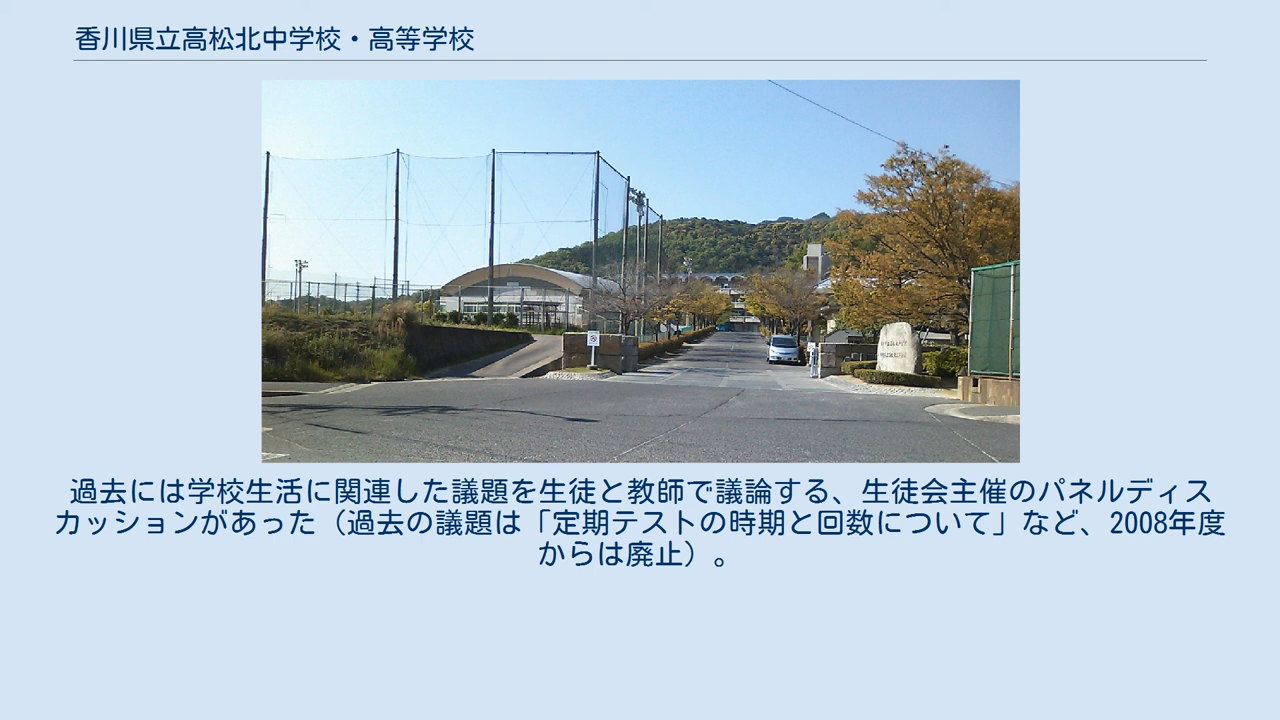 香川県立高松北中学校・高等学校
過去には学校生活に関連した議題を生徒と教師で議論する、生徒会主催のパネルディス
カッションがあった（過去の議題は「定期テストの時期と回数について」など、2008年度
からは廃止）。